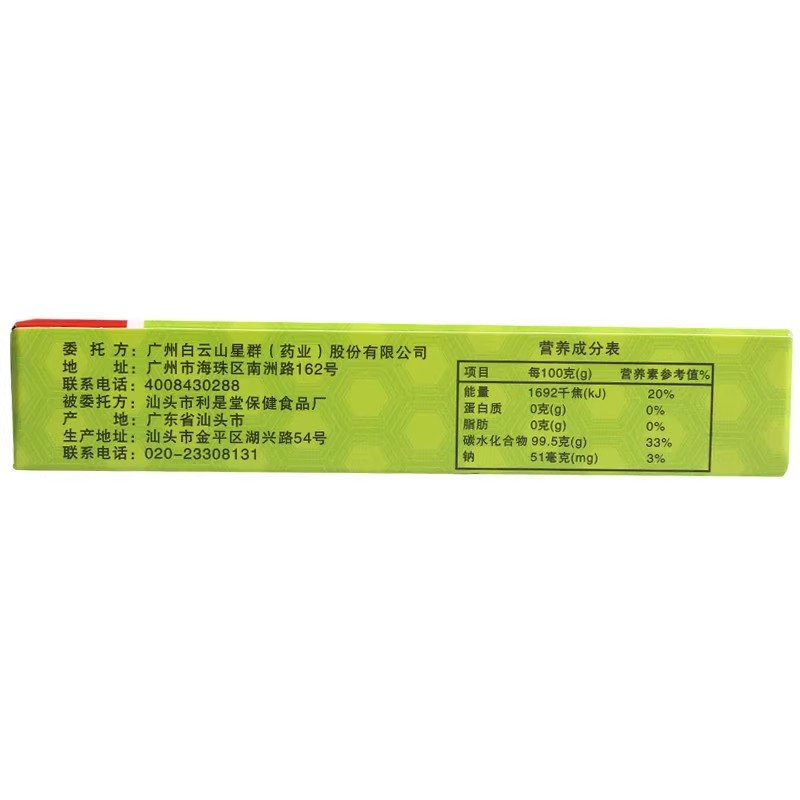 委 托 方：广州白云山星群（药业）股份有限公司
地 址：广州市海珠区南洲路162号
联系电话：4008430288
被委托方：汕头市利是堂保健食品厂
产 地：广东省汕头市
生产地址：汕头市金平区湖兴路54号
联系电话：020-23308131
营养成分表
项目 每100克(g) 营养素参考值%
能量 1692千焦(kJ) 20%
蛋白质 0克(g) 0%
脂肪 0克(g) 0%
碳水化合物 99.5克(g) 33%
钠 51毫克(mg) 3%